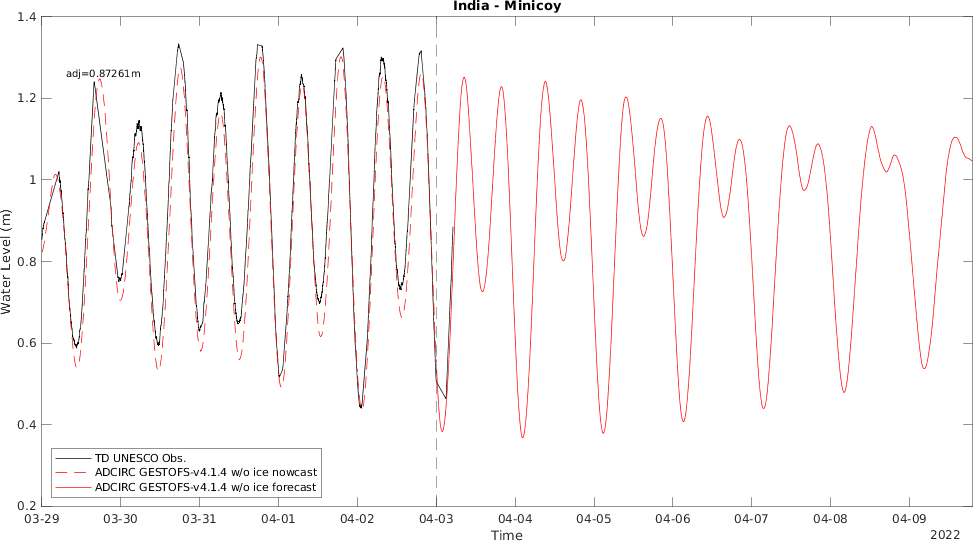 India - Minicoy
1.4
1.2
1
0.8
0.6
0.4
0.2
Water Level (m)
adj=0.87261m
TD UNESCO Obs.
ADCIRC GESTOFS-v4.1.4 w/o ice nowcast
ADCIRC GESTOFS-v4.1.4 w/o ice forecast
03-29 03-30 03-31 04-01 04-02 04-03 04-04 04-05 04-06 04-07 04-08 04-09
Time
2022